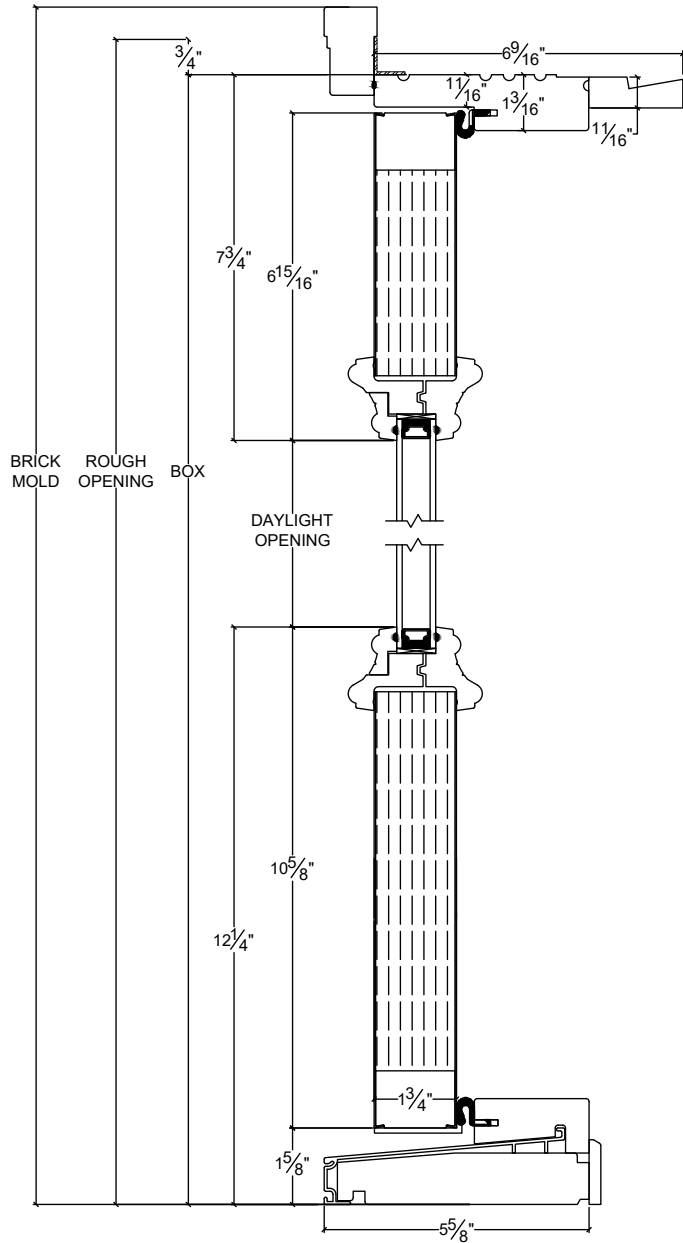 6 9/16"
3/4"
11/16"
1 3/16"
11/16"
7 3/4"
6 15/16"
BRICK
MOLD
ROUGH
OPENING
BOX
DAYLIGHT
OPENING
10 5/8"
12 1/4"
1 3/4"
1 5/8"
5 5/8"